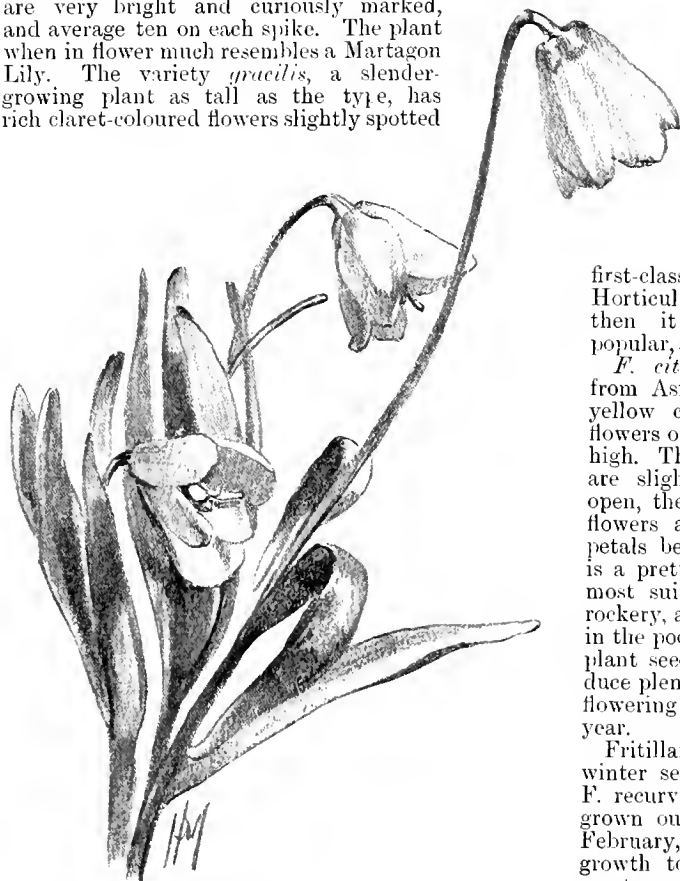 are very bright and curiously marked,
and average ten on each spike. The plant
when in flower much resembles a Martagon
Lily. The variety gracilis, a slender-
growing plant as tall as the type, has
rich claret-coloured flowers slightly spotted
first-class
Horticul
then it
popular,
F. cit
from As
yellow c
flowers o
high. Th
are sligh
open, the
flowers a
petals be
is a pret
most sui
rockery, a
in the poc
plant see
duce plen
flowering
year.
Fritillar
winter se
F. recurv
grown ou
February,
growth to